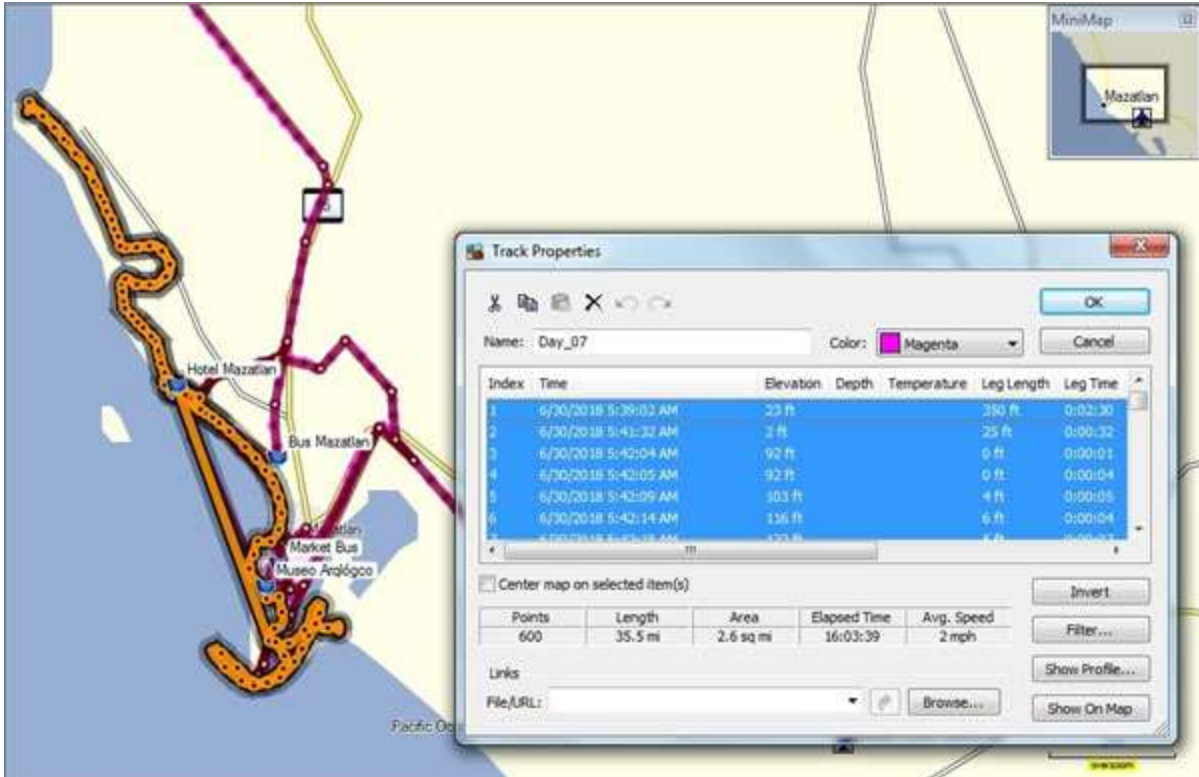 MiniMap
Mazatlan
Hotel Mazatlan
Bus Mazatlan
Market Bus
Museo Arqlógco
Pacific
Track Properties
OK
Name: Day_07 Color: Magenta Cancel
Index Time Elevation Depth Temperature Leg Length Leg Time
1 6/30/2018 5:39:02 AM 23 ft 350 ft 0:02:30
2 6/30/2018 5:41:32 AM 2 ft 25 ft 0:00:32
3 6/30/2018 5:42:04 AM 92 ft 0 ft 0:00:01
4 6/30/2018 5:42:05 AM 92 ft 0 ft 0:00:04
5 6/30/2018 5:42:09 AM 103 ft 4 ft 0:00:05
6 6/30/2018 5:42:14 AM 116 ft 6 ft 0:00:04
Center map on selected item(s)
Invert
Points Length Area Elapsed Time Avg. Speed
600 35.5 mi 2.6 sq mi 16:03:39 2 mph
Filter...
Links
Show Profile...
File/URL: Browse...
Show On Map
overzoom